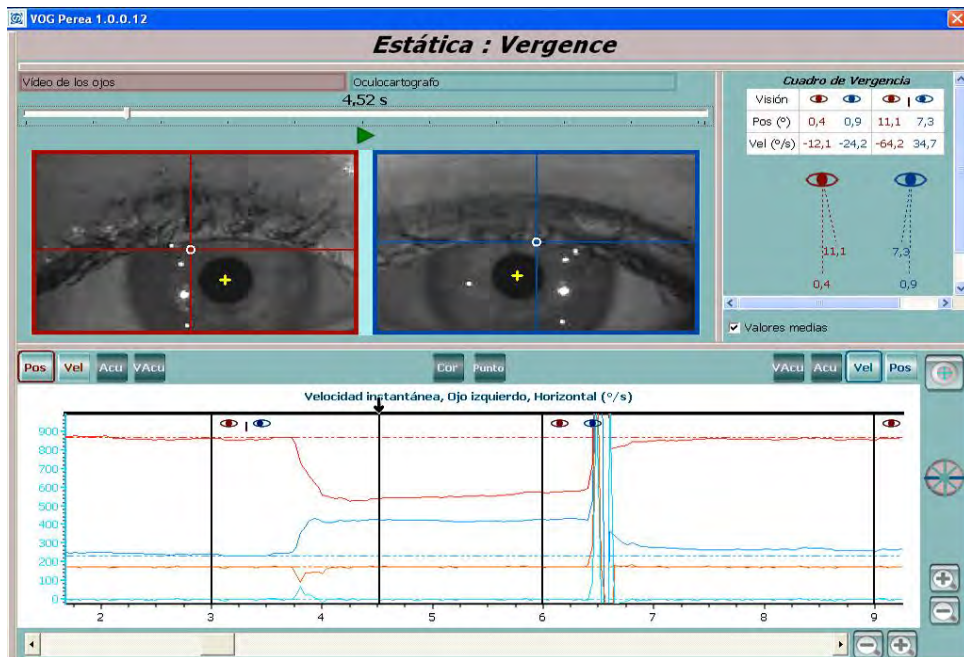 VOG Perea 1.0.0.12
Estática : Vergence
Vídeo de los ojos
Oculocartografo
4,52 s
Cuadro de Vergencia
Visión |
Pos (º) 0,4 0,9 11,1 7,3
Vel (º/s) -12,1 -24,2 -64,2 34,7
11,1 7,3
0,4 0,9
Valores medias
Pos Vel Acu VAcu Cor Punto VAcu Acu Vel Pos
Velocidad instantánea, Ojo izquierdo, Horizontal (º/s)
900
800
700
600
500
400
300
200
100
0
2 3 4 5 6 7 8 9